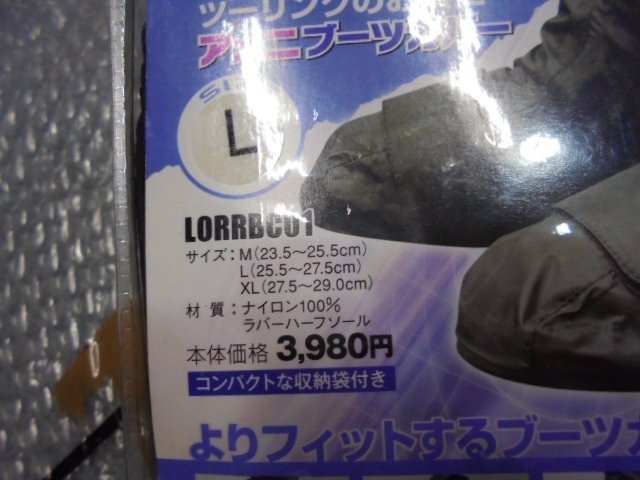 ツーリングのお
ブーツカバー
SIZE
L
LORRBC01
サイズ：M(23.5～25.5cm)
L(25.5～27.5cm)
XL(27.5～29.0cm)
材 質：ナイロン100%
ラバーハーフソール
本体価格 3,980円
コンパクトな収納袋付き
よりフィットするブーツカ